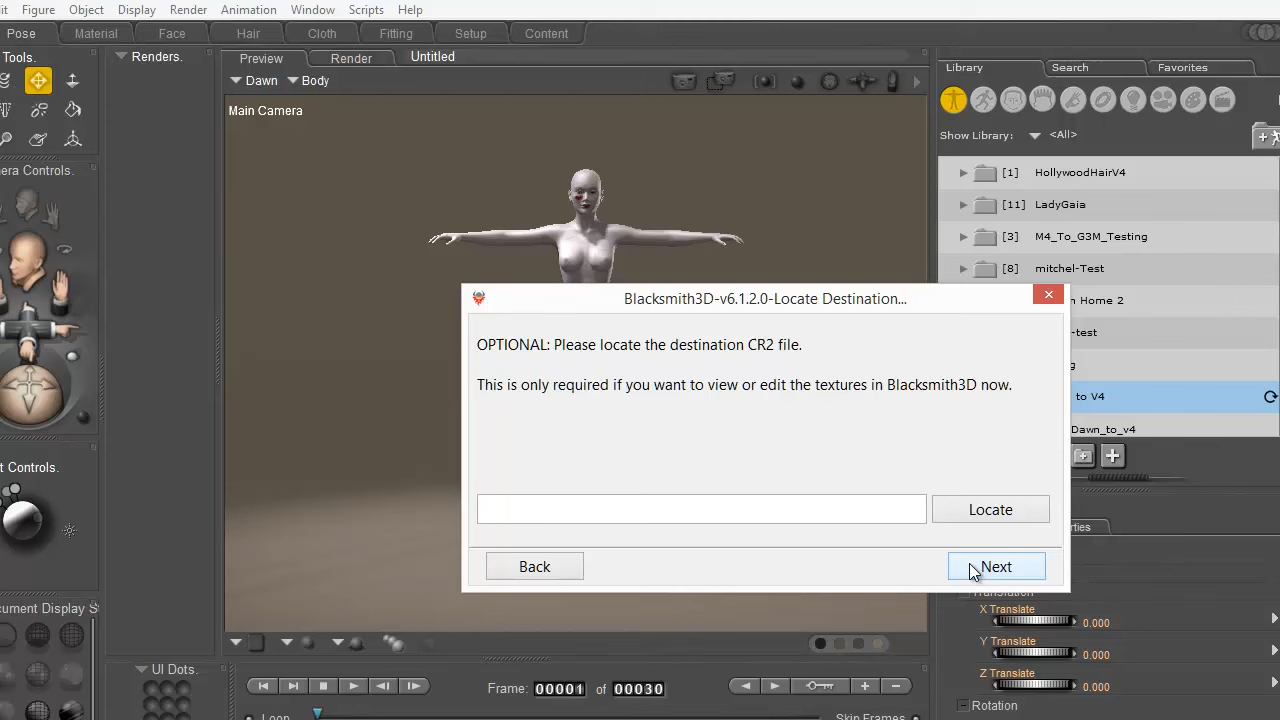 Figure Object Display Render Animation Window Scripts Help
Pose Material Face Hair Cloth Fitting Setup Content
Tools.
Renders.
Preview Render Untitled
Dawn Body
Main Camera
Library Search Favorites
Show Library: <All>
[1] HollywoodHairV4
[11] LadyGaia
[3] M4_To_G3M_Testing
[8] mitchel-Test
Home 2
-test
to V4
Dawn_to_v4
Blacksmith3D-v6.1.2.0-Locate Destination...
OPTIONAL: Please locate the destination CR2 file.
This is only required if you want to view or edit the textures in Blacksmith3D now.
Locate
Back Next
X Translate 0.000
Y Translate 0.000
Z Translate 0.000
Rotation
UI Dots.
Frame: 00001 of 00030
Loop
Skip Frames